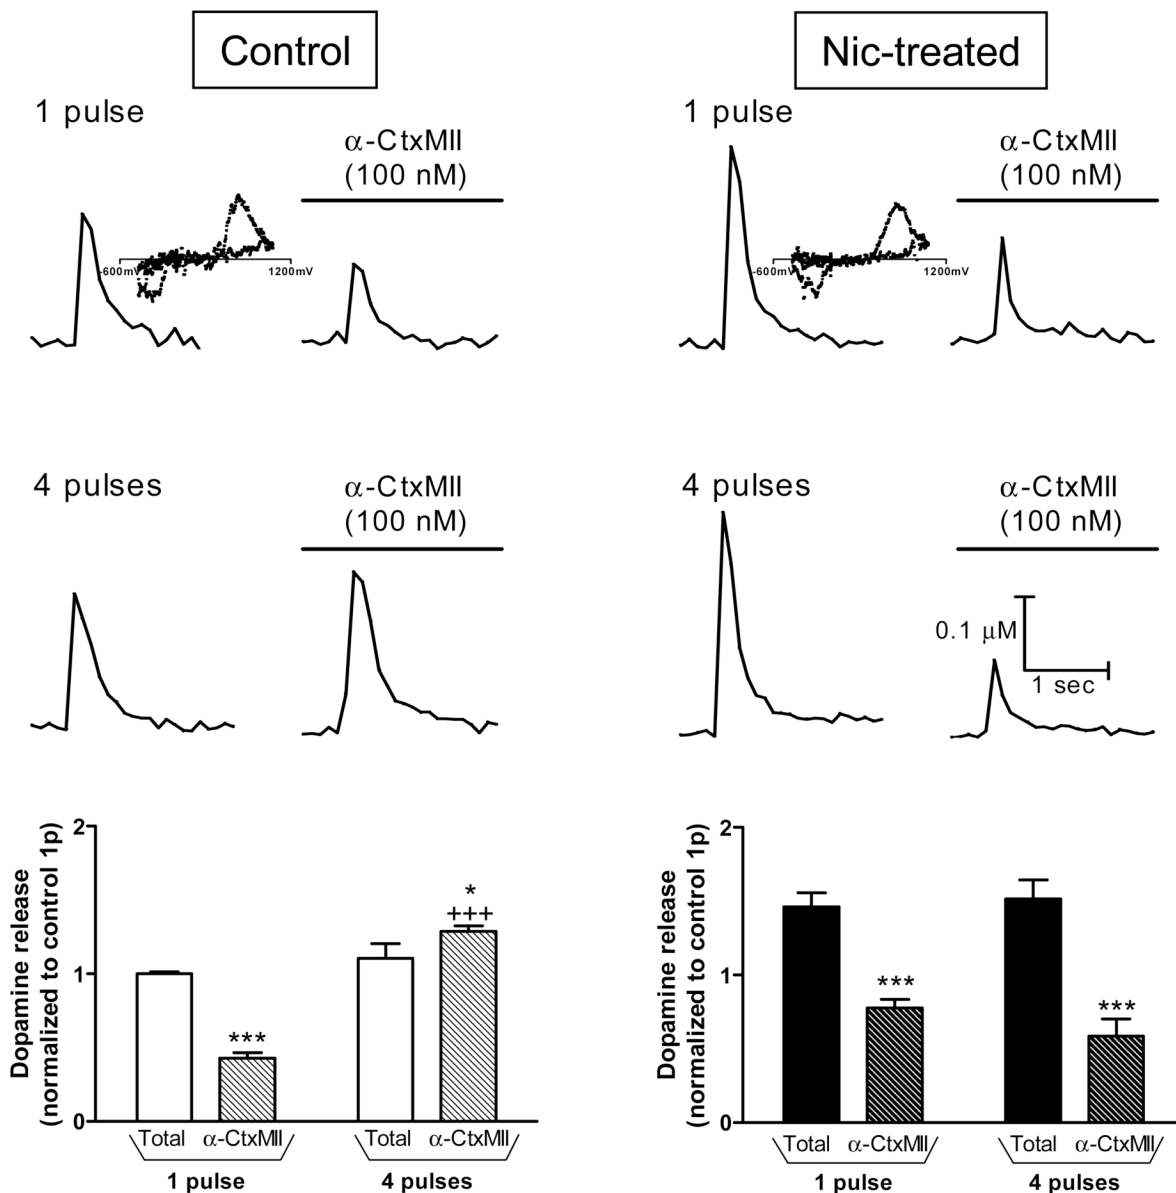 Control
1 pulse
α-CtxMII
(100 nM)
-600mV
1200mV
4 pulses
α-CtxMII
(100 nM)
Nic-treated
1 pulse
α-CtxMII
(100 nM)
-600mV
1200mV
4 pulses
α-CtxMII
(100 nM)
0.1 μM
1 sec
Dopamine release
(normalized to control 1p)
2
1
0
***
*
+++
Total
α-CtxMII
Total
α-CtxMII
1 pulse
4 pulses
Dopamine release
(normalized to control 1p)
2
1
0
***
***
Total
α-CtxMII
Total
α-CtxMII
1 pulse
4 pulses